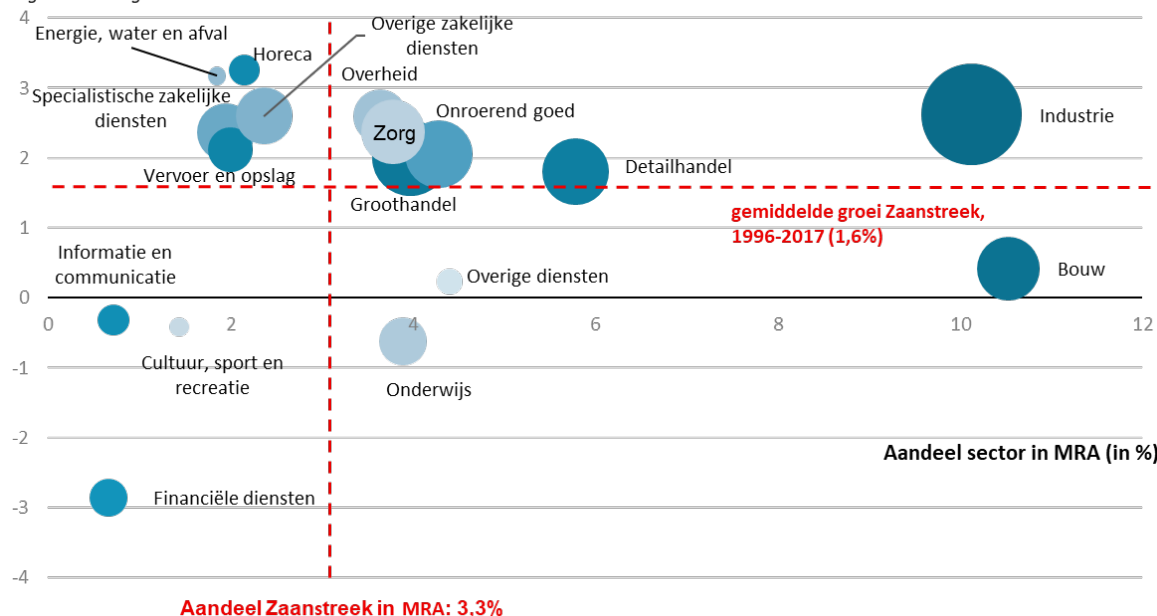 4
Energie, water en afval
Horeca
Overige zakelijke
diensten
3
Specialistische zakelijke
diensten
Overheid
Zorg
Onroerend goed
Industrie
2
Vervoer en opslag
Groothandel
Detailhandel
gemiddelde groei Zaanstreek,
1996-2017 (1,6%)
1
Informatie en
communicatie
Overige diensten
Bouw
0
0 2 4 6 8 10 12
-1
Cultuur, sport en
recreatie
Onderwijs
-2
Aandeel sector in MRA (in %)
-3
Financiële diensten
-4
Aandeel Zaanstreek in MRA: 3,3%